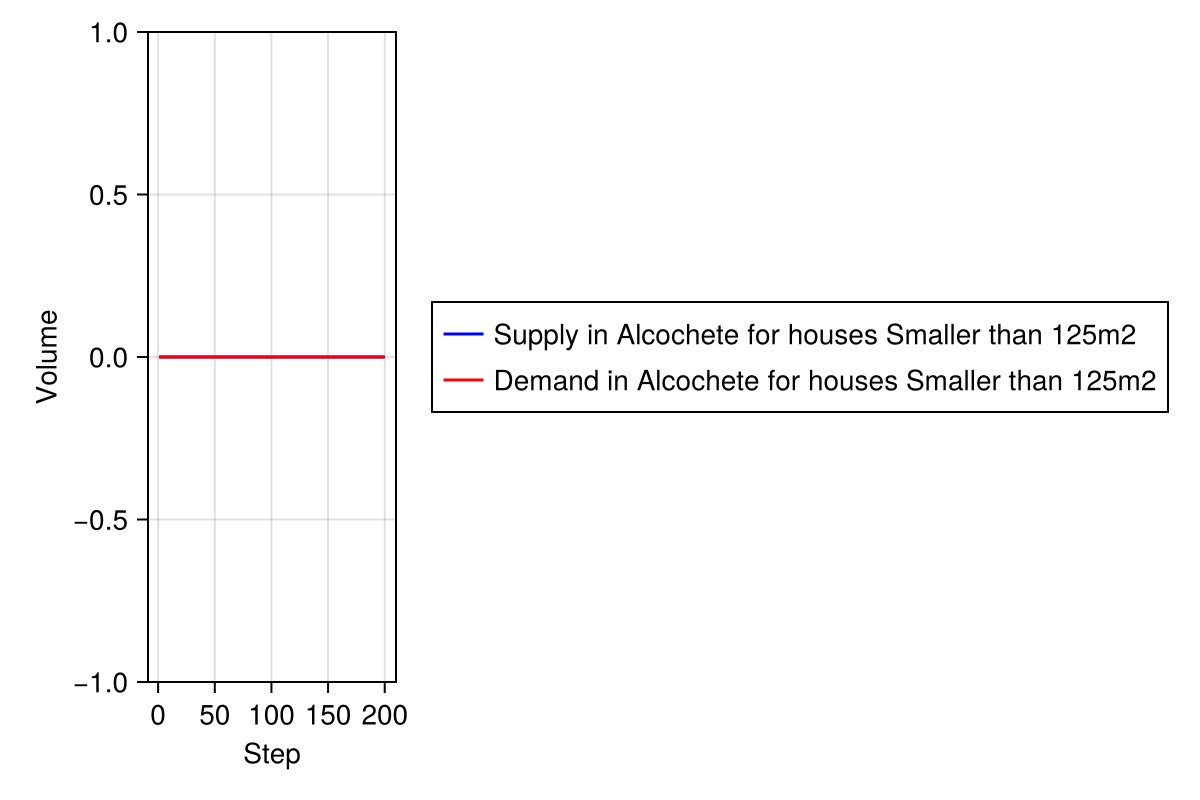 1.0
0.5
0.0
−0.5
−1.0
Volume
0 50 100 150 200
Step
Supply in Alcochete for houses Smaller than 125m2
Demand in Alcochete for houses Smaller than 125m2